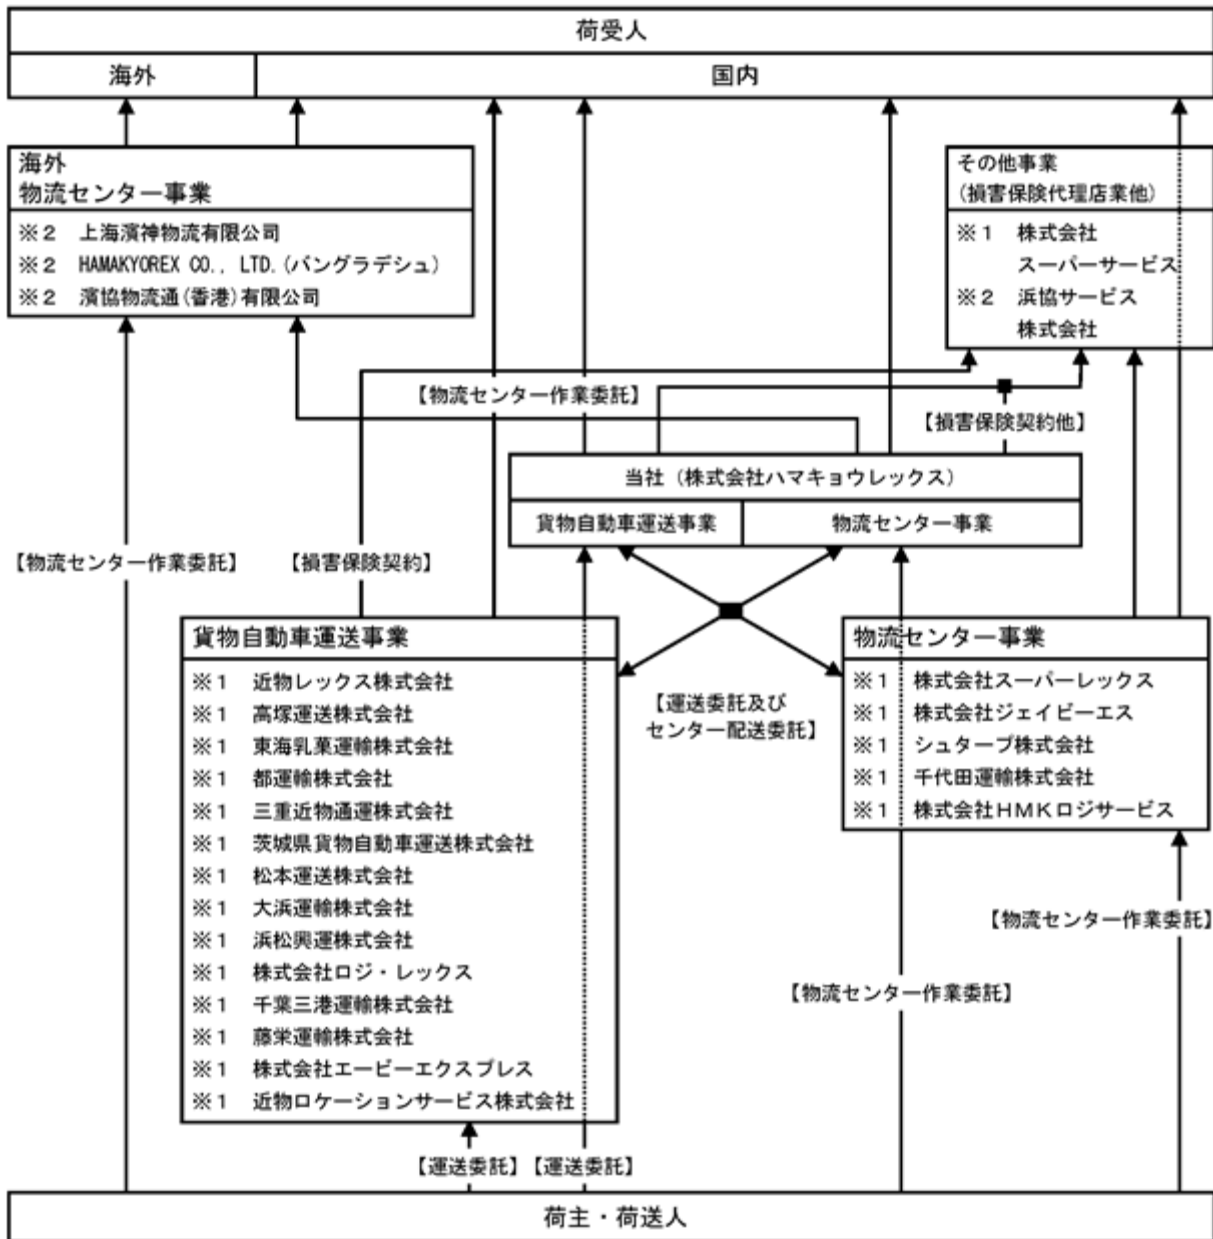 荷受人
海外
国内
海外
物流センター事業
※2 上海濱神物流有限公司
※2 HAMAKYOREX CO., LTD.(バングラデシュ)
※2 濱協物流通(香港)有限公司
その他事業
(損害保険代理店業他)
※1 株式会社
スーパーサービス
※2 浜協サービス
株式会社
【物流センター作業委託】
【損害保険契約他】
当社(株式会社ハマキョウレックス)
貨物自動車運送事業
物流センター事業
【物流センター作業委託】
【損害保険契約】
貨物自動車運送事業
※1 近物レックス株式会社
※1 高塚運送株式会社
※1 東海乳菓運輸株式会社
※1 都運輸株式会社
※1 三重近物通運株式会社
※1 茨城県貨物自動車運送株式会社
※1 松本運送株式会社
※1 大浜運輸株式会社
※1 浜松興運株式会社
※1 株式会社ロジ・レックス
※1 千葉三港運輸株式会社
※1 藤栄運輸株式会社
※1 株式会社エービーエクスプレス
※1 近物ロケーションサービス株式会社
【運送委託及び
センター配送委託】
物流センター事業
※1 株式会社スーパーレックス
※1 株式会社ジェイビーエス
※1 シュタープ株式会社
※1 千代田運輸株式会社
※1 株式会社HMKロジサービス
【物流センター作業委託】
【物流センター作業委託】
【運送委託】
【運送委託】
荷主・荷送人